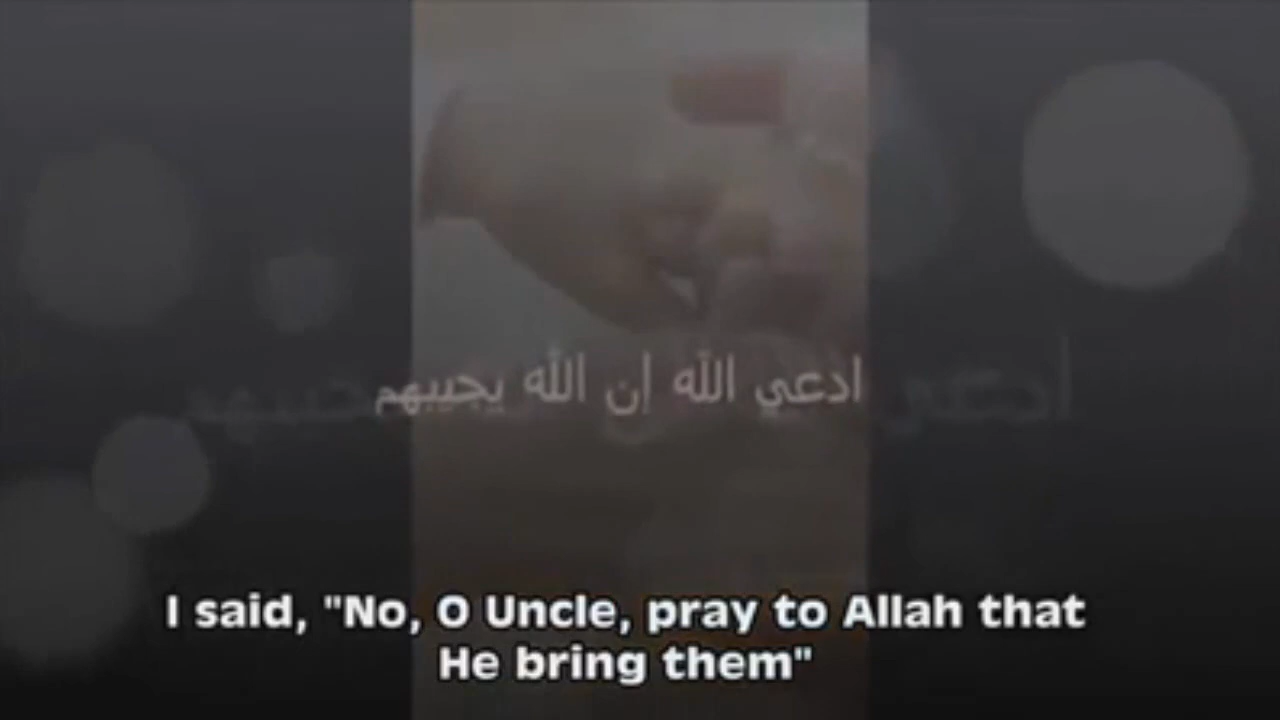 ادعي الله إن الله يجيبهم
I said, "No, O Uncle, pray to Allah that
He bring them"